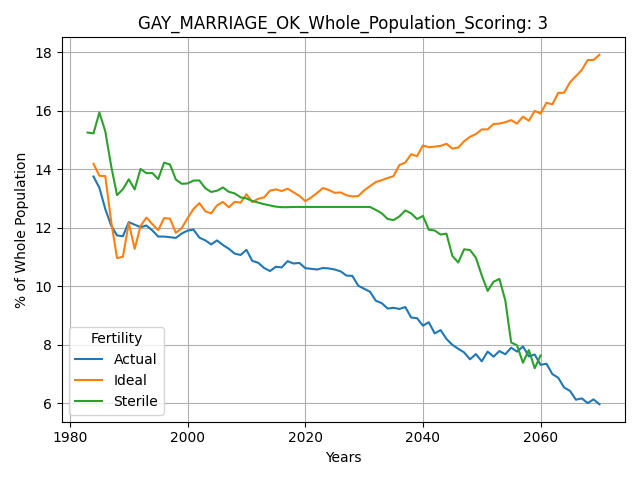 GAY_MARRIAGE_OK_Whole_Population_Scoring: 3
% of Whole Population
18
16
14
12
10
8
6
Fertility
Actual
Ideal
Sterile
1980 2000 2020 2040 2060
Years